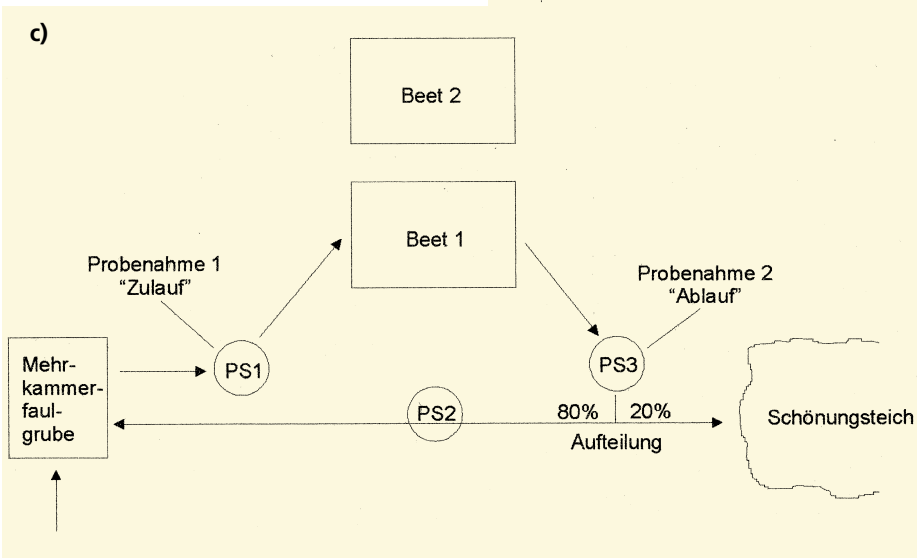 c)
Beet 2
Beet 1
Probenahme 1
“Zulauf”
Probenahme 2
“Ablauf”
Mehr-
kammer-
faul-
grube
PS1
PS3
PS2
80%
20%
Aufteilung
Schönungsteich